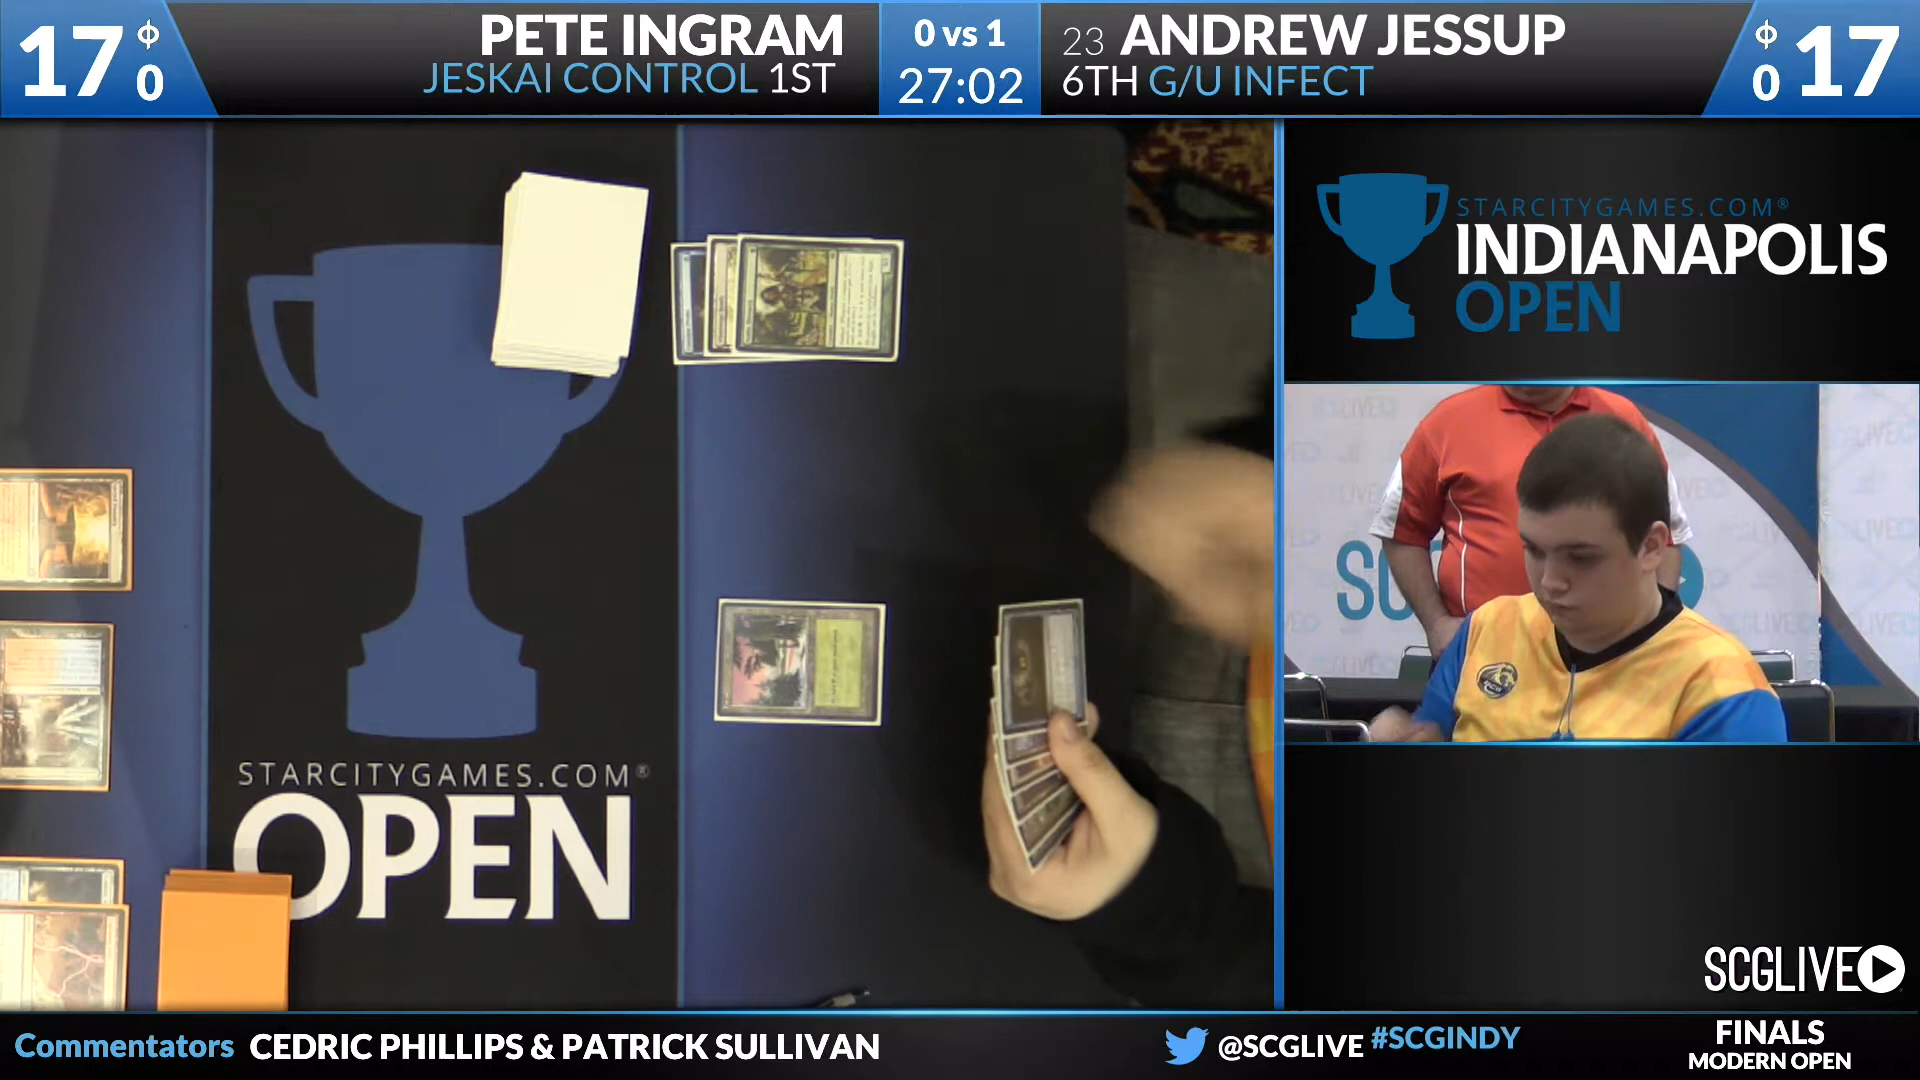 17 0
PETE INGRAM
JESKAI CONTROL 1ST
0 vs 1
27:02
23 ANDREW JESSUP
6TH G/U INFECT
0 17
STARCITYGAMES.COM®
OPEN
STARCITYGAMES.COM®
INDIANAPOLIS
OPEN
SCGLIVE
Commentators CEDRIC PHILLIPS & PATRICK SULLIVAN
@SCGLIVE #SCGINDY
FINALS
MODERN OPEN